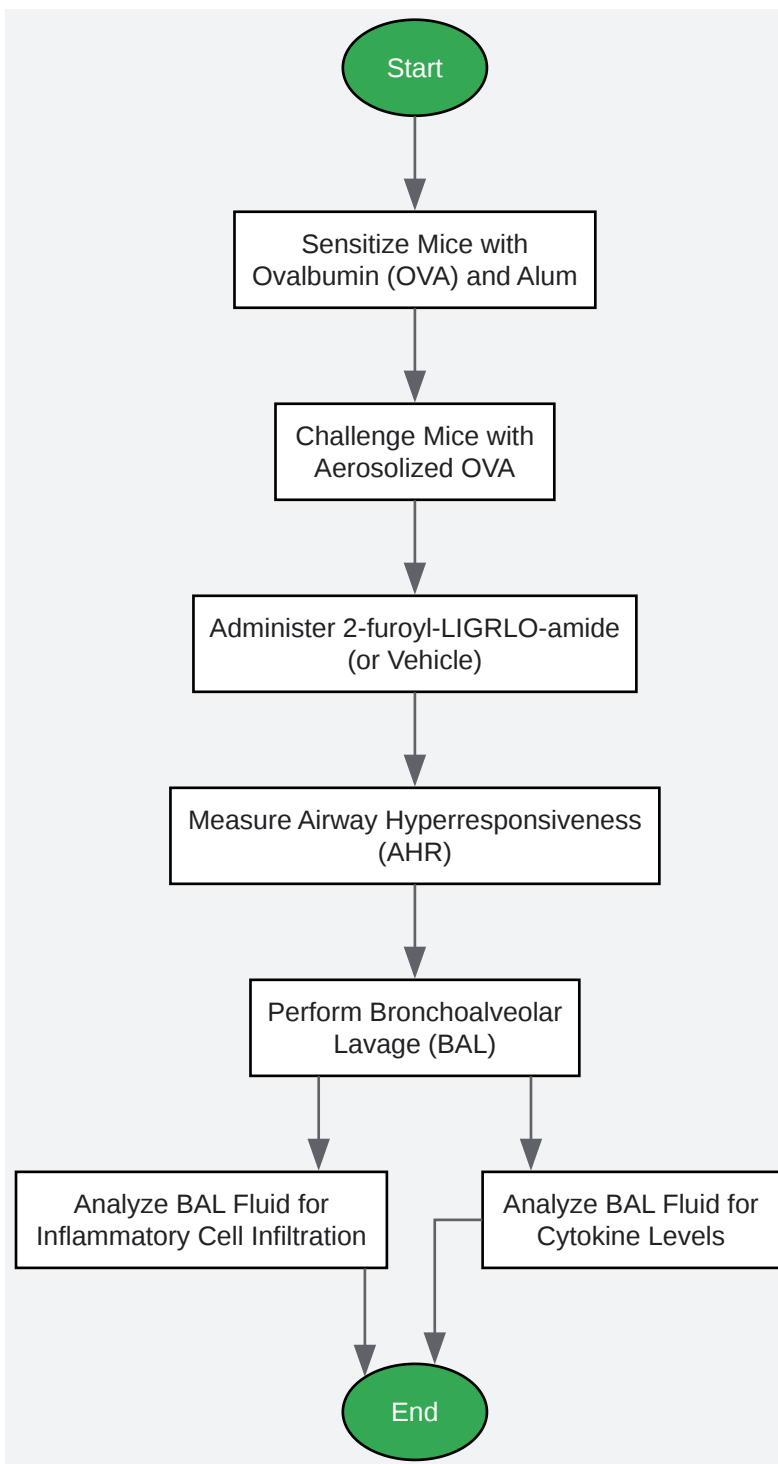 Start
Sensitize Mice with
Ovalbumin (OVA) and Alum
Challenge Mice with
Aerosolized OVA
Administer 2-furoyl-LIGRLO-amide
(or Vehicle)
Measure Airway Hyperresponsiveness
(AHR)
Perform Bronchoalveolar
Lavage (BAL)
Analyze BAL Fluid for
Inflammatory Cell Infiltration
Analyze BAL Fluid for
Cytokine Levels
End